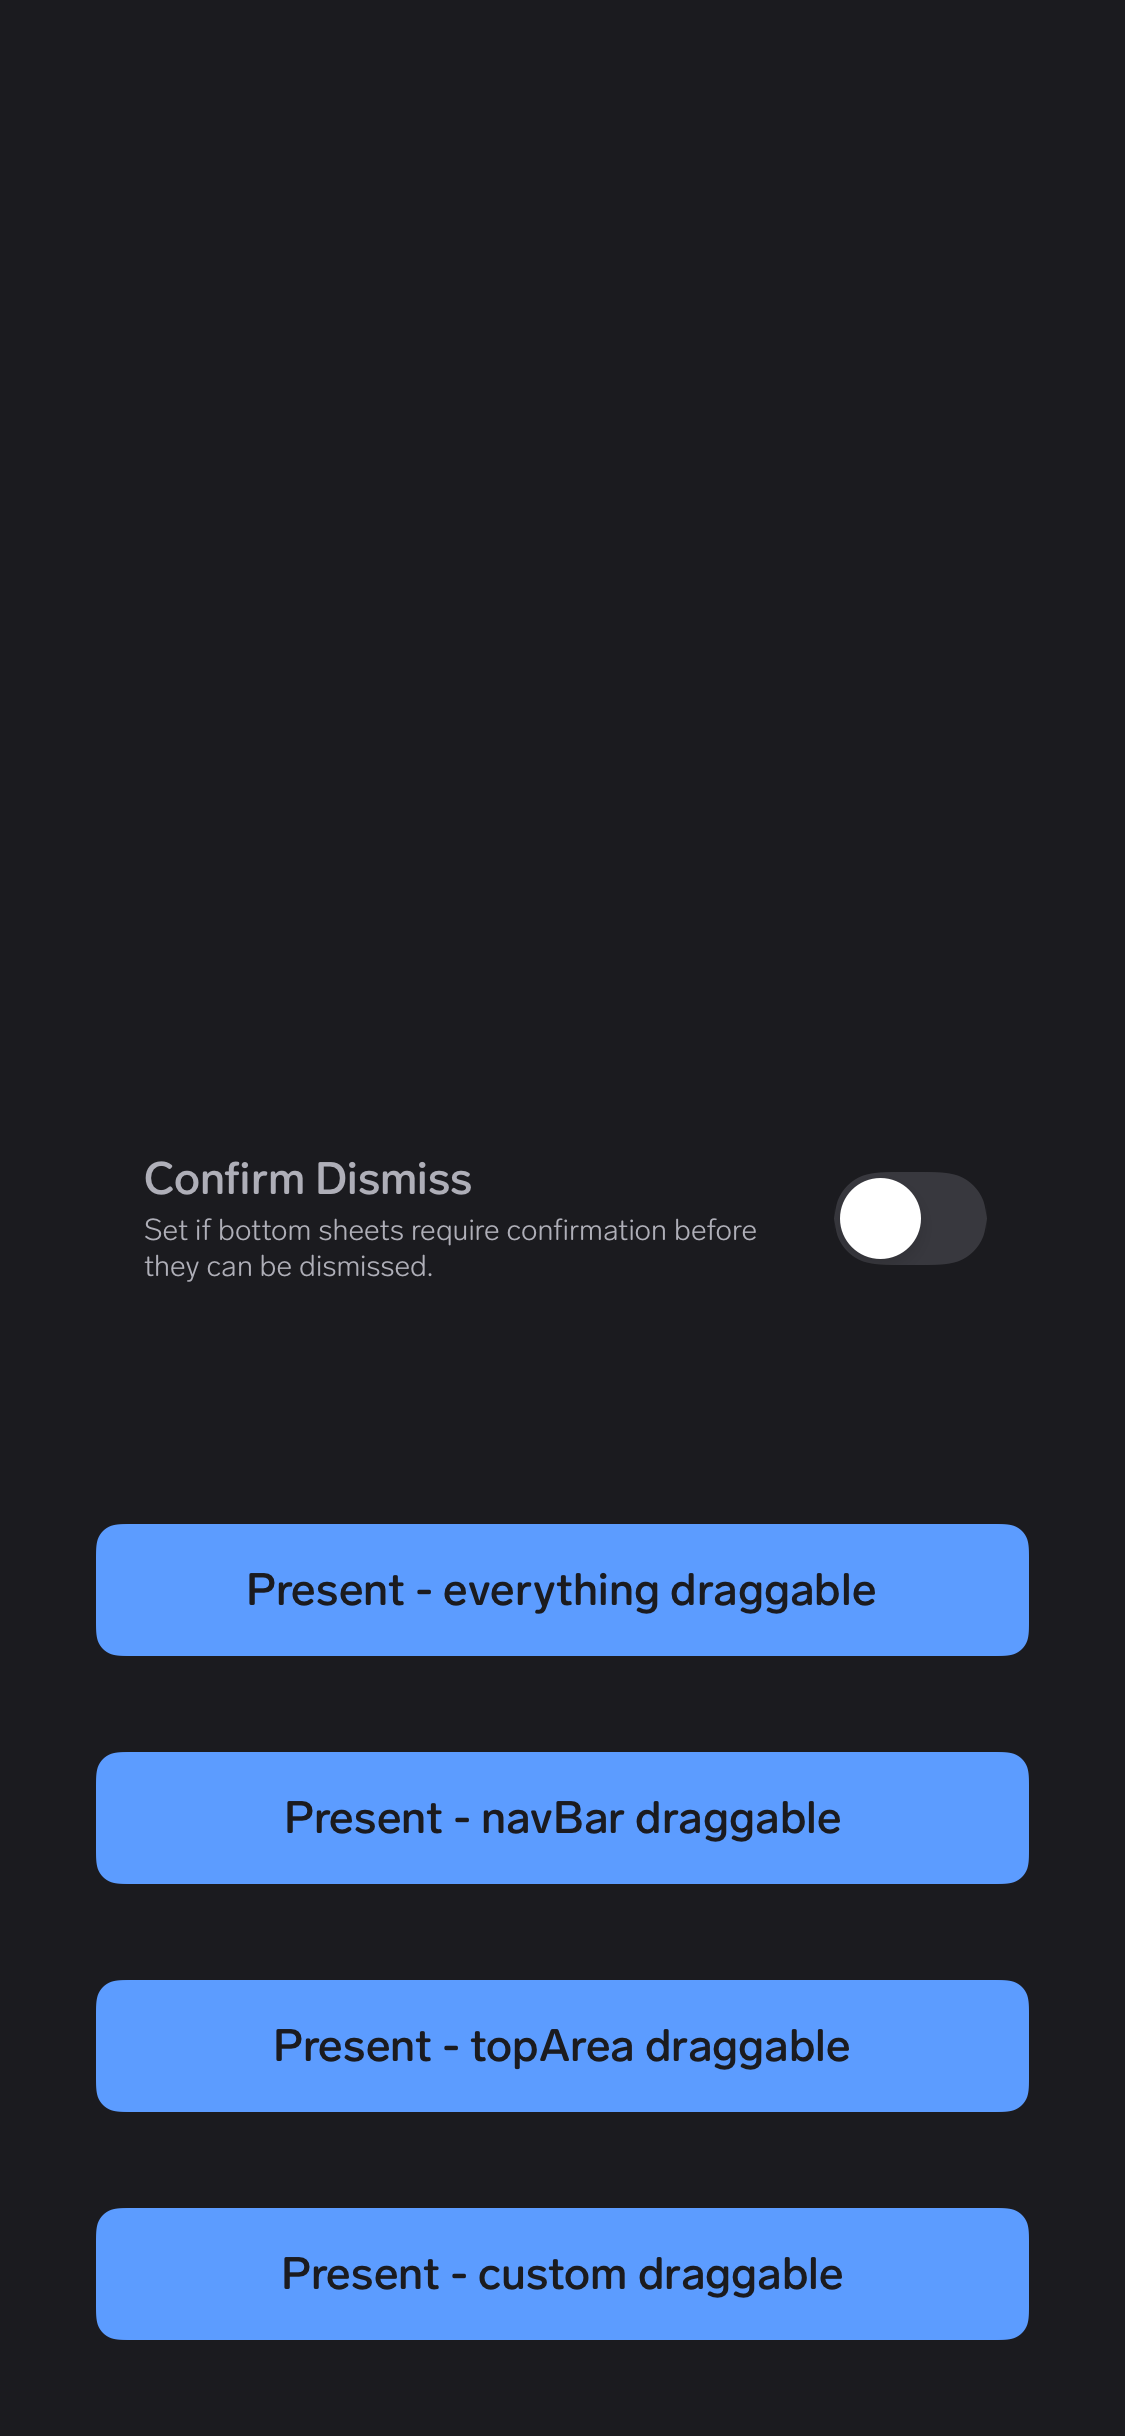 Confirm Dismiss
Set if bottom sheets require confirmation before
they can be dismissed.
Present - everything draggable
Present - navBar draggable
Present - topArea draggable
Present - custom draggable